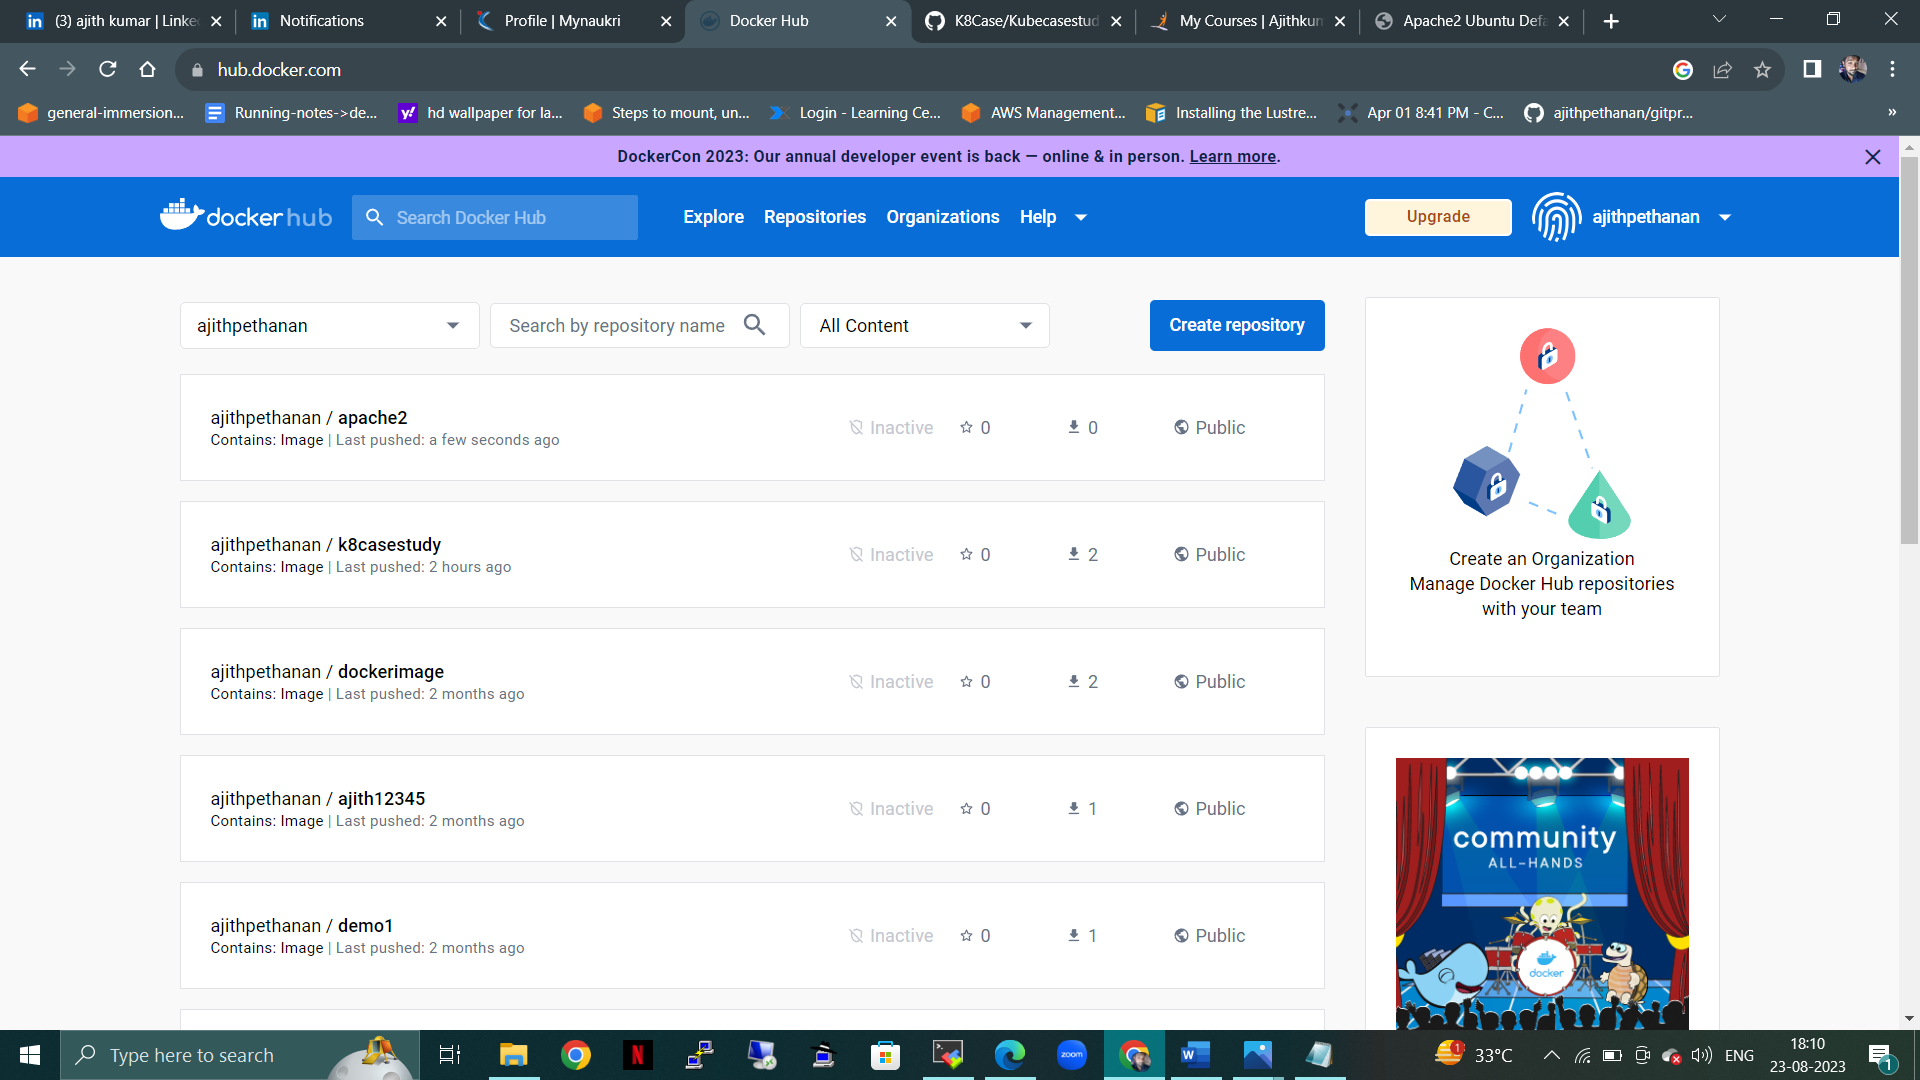 (3) ajith kumar | Linke
Notifications
Profile | Mynaukri
Docker Hub
K8Case/Kubecasestud
My Courses | Ajithkum
Apache2 Ubuntu Defa
hub.docker.com
general-immersion...
Running-notes->de...
hd wallpaper for la...
Steps to mount, un...
Login - Learning Ce...
AWS Management...
Installing the Lustre...
Apr 01 8:41 PM - C...
ajithpethanan/gitpr...
»
DockerCon 2023: Our annual developer event is back — online & in person. Learn more.
docker hub
Search Docker Hub
Explore
Repositories
Organizations
Help
Upgrade
ajithpethanan
ajithpethanan
Search by repository name
All Content
Create repository
ajithpethanan / apache2
Contains: Image | Last pushed: a few seconds ago
Inactive
0
0
Public
ajithpethanan / k8casestudy
Contains: Image | Last pushed: 2 hours ago
Inactive
0
2
Public
ajithpethanan / dockerimage
Contains: Image | Last pushed: 2 months ago
Inactive
0
2
Public
ajithpethanan / ajith12345
Contains: Image | Last pushed: 2 months ago
Inactive
0
1
Public
ajithpethanan / demo1
Contains: Image | Last pushed: 2 months ago
Inactive
0
1
Public
Create an Organization
Manage Docker Hub repositories
with your team
community
ALL-HANDS
docker
Type here to search
zoom
1
33°C
ENG
18:10
23-08-2023
1